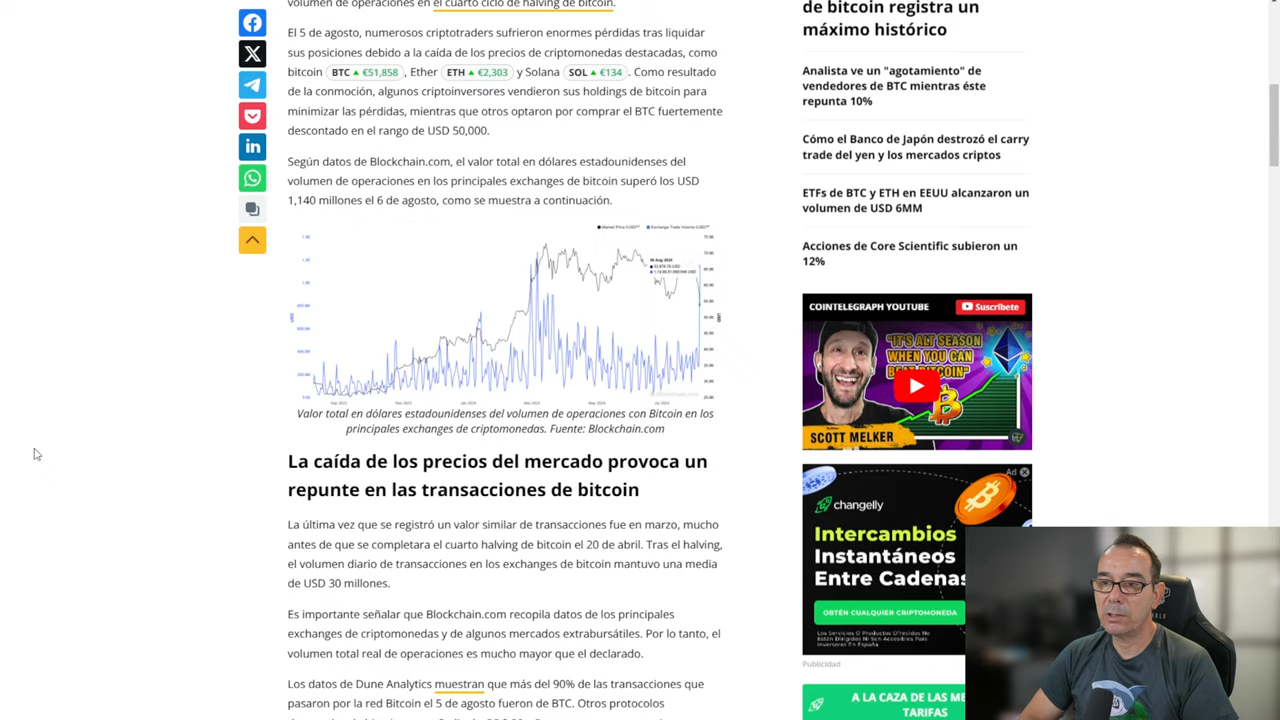 volumen de operaciones en el cuarto ciclo de halving de bitcoin.
El 5 de agosto, numerosos criptotraders sufrieron enormes pérdidas tras liquidar
sus posiciones debido a la caída de los precios de criptomonedas destacadas, como
bitcoin BTC ▲ €51,858 , Ether ETH ▲ €2,303 y Solana SOL ▲ €134 . Como resultado
de la conmoción, algunos criptoinversores vendieron sus holdings de bitcoin para
minimizar las pérdidas, mientras que otros optaron por comprar el BTC fuertemente
descontado en el rango de USD 50,000.
Según datos de Blockchain.com, el valor total en dólares estadounidenses del
volumen de operaciones en los principales exchanges de bitcoin superó los USD
1,140 millones el 6 de agosto, como se muestra a continuación.
Valor total en dólares estadounidenses del volumen de operaciones con Bitcoin en los
principales exchanges de criptomonedas. Fuente: Blockchain.com
La caída de los precios del mercado provoca un
repunte en las transacciones de bitcoin
La última vez que se registró un valor similar de transacciones fue en marzo, mucho
antes de que se completara el cuarto halving de bitcoin el 20 de abril. Tras el halving,
el volumen diario de transacciones en los exchanges de bitcoin mantuvo una media
de USD 30 millones.
Es importante señalar que Blockchain.com recopila datos de los principales
exchanges de criptomonedas y de algunos mercados extrabursátiles. Por lo tanto, el
volumen total real de operaciones es mucho mayor que el declarado.
Los datos de Dune Analytics muestran que más del 90% de las transacciones que
pasaron por la red Bitcoin el 5 de agosto fueron de BTC. Otros protocolos
de bitcoin registra un
máximo histórico
Analista ve un "agotamiento" de
vendedores de BTC mientras éste
repunta 10%
Cómo el Banco de Japón destrozó el carry
trade del yen y los mercados criptos
ETFs de BTC y ETH en EEUU alcanzaron un
volumen de USD 6MM
Acciones de Core Scientific subieron un
12%
COINTELEGRAPH YOUTUBE
Suscríbete
"IT'S ALT SEASON
WHEN YOU CAN
BEAT BITCOIN"
SCOTT MELKER
Ad
changelly
Intercambios
Instantáneos
Entre Cadenas
OBTÉN CUALQUIER CRIPTOMONEDA
Los Servicios O Productos Ofrecidos No
Están Dirigidos Ni Son Accesibles Para
Inversores En España
Publicidad
A LA CAZA DE LAS ME
TARIFAS